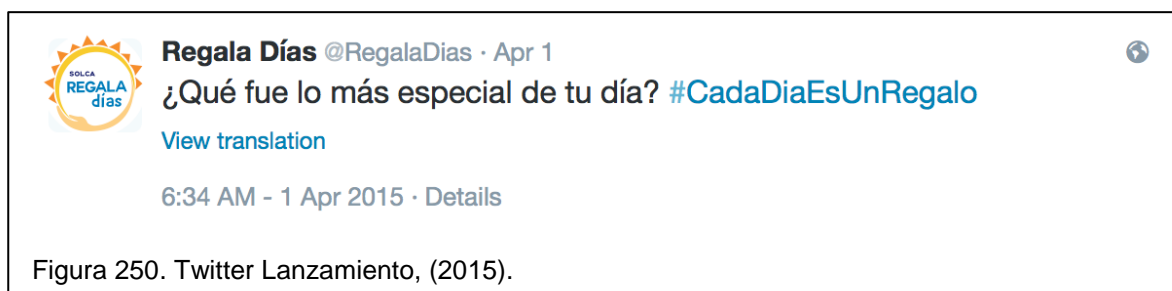 SOLCA
REGALA
días
Regala Días @RegalaDias · Apr 1
¿Qué fue lo más especial de tu día? #CadaDiaEsUnRegalo
View translation
6:34 AM - 1 Apr 2015 · Details
Figura 250. Twitter Lanzamiento, (2015).